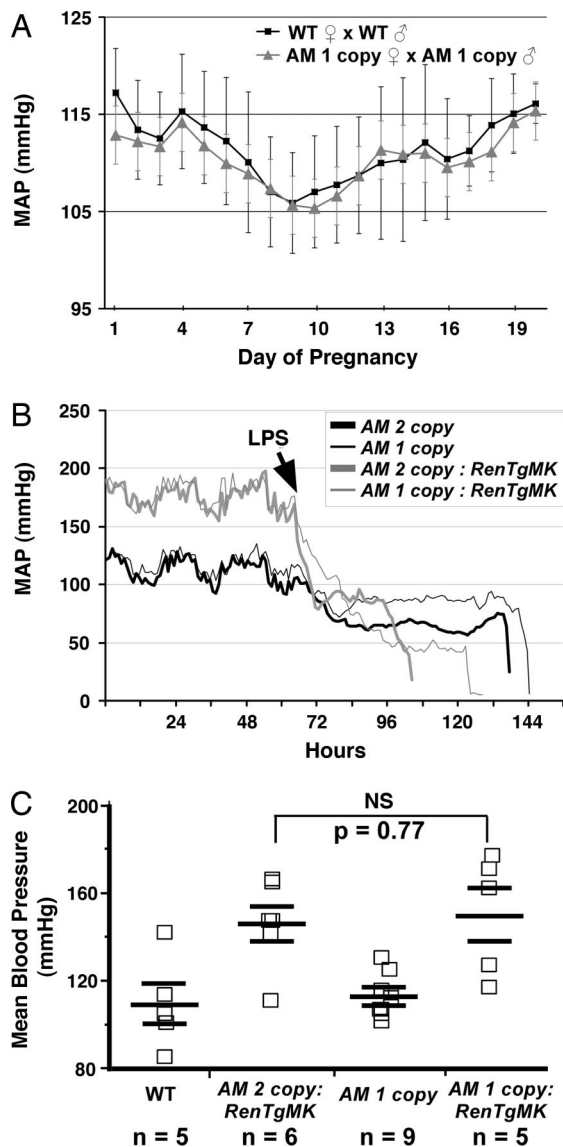 A
125
115
105
95
MAP (mmHg)
WT ♀ x WT ♂
AM 1 copy ♀ x AM 1 copy ♂
1 4 7 10 13 16 19
Day of Pregnancy
B
250
200
150
100
50
0
MAP (mmHg)
LPS
AM 2 copy
AM 1 copy
AM 2 copy : RenTgMK
AM 1 copy : RenTgMK
24 48 72 96 120 144
Hours
C
200
160
120
80
Mean Blood Pressure
(mmHg)
NS
p = 0.77
WT
n = 5
AM 2 copy:
RenTgMK
n = 6
AM 1 copy
n = 9
AM 1 copy:
RenTgMK
n = 5